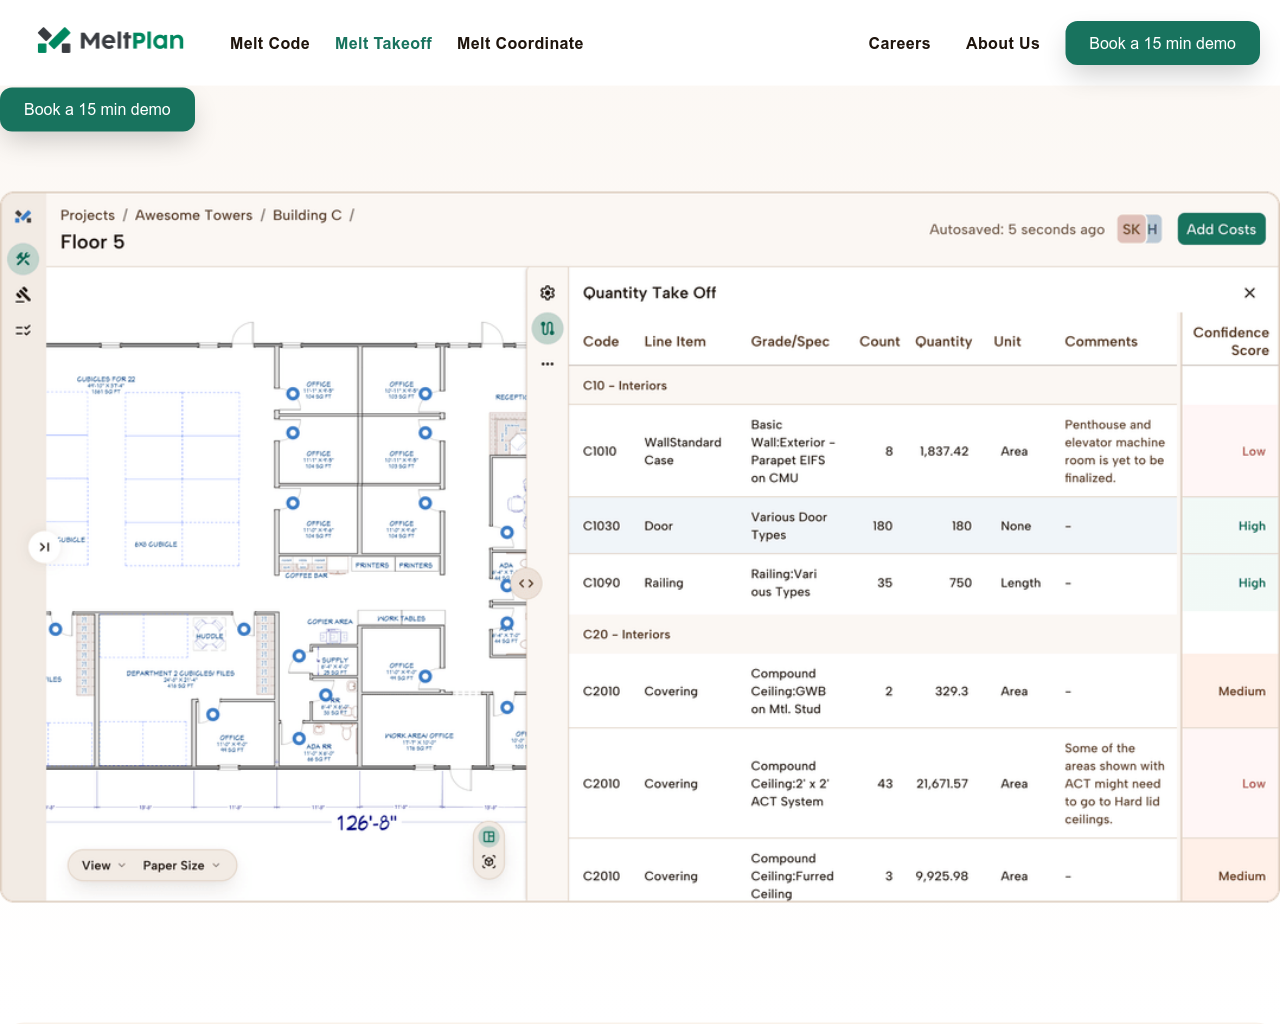 MeltPlan
Melt Code
Melt Takeoff
Melt Coordinate
Careers
About Us
Book a 15 min demo
Book a 15 min demo
Projects / Awesome Towers / Building C /
Floor 5
Autosaved: 5 seconds ago
SK
H
Add Costs
CUBICLES FOR 22
OFFICE
OFFICE
OFFICE
OFFICE
OFFICE
OFFICE
6X8 CUBICLE
COFFEE BAR
PRINTERS
PRINTERS
COPIER AREA
WORK TABLES
HUDDLE
SUPPLY
OFFICE
DEPARTMENT 2 CUBICLES/ FILES
OFFICE
RR
ADA RR
WORK AREA/ OFFICE
ADA
126'-8"
View
Paper Size
Quantity Take Off
Code
Line Item
Grade/Spec
Count
Quantity
Unit
Comments
Confidence
Score
C10 - Interiors
C1010
WallStandard
Case
Basic
Wall:Exterior -
Parapet EIFS
on CMU
8
1,837.42
Area
Penthouse and
elevator machine
room is yet to be
finalized.
Low
C1030
Door
Various Door
Types
180
180
None
-
High
C1090
Railing
Railing:Vari
ous Types
35
750
Length
-
High
C20 - Interiors
C2010
Covering
Compound
Ceiling:GWB
on Mtl. Stud
2
329.3
Area
-
Medium
C2010
Covering
Compound
Ceiling:2' x 2'
ACT System
43
21,671.57
Area
Some of the
areas shown with
ACT might need
to go to Hard lid
ceilings.
Low
C2010
Covering
Compound
Ceiling:Furred
Ceiling
3
9,925.98
Area
-
Medium